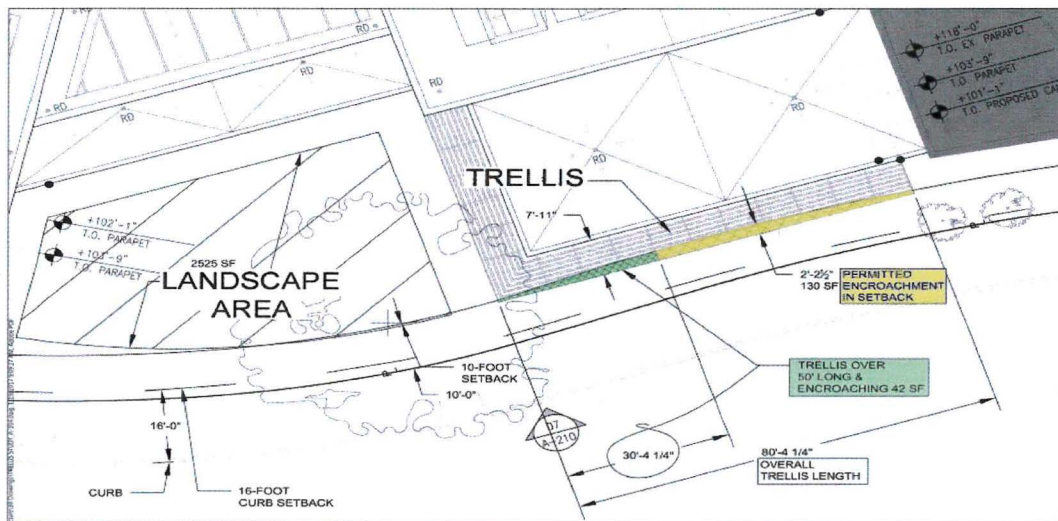 +118'-0"
T.O. EX. PARAPET
+103'-9"
T.O. PARAPET
+101'-1"
RD
RD
RD
RD
RD
RD
RD
TRELLIS
7'-11"
+102'-1"
T.O. PARAPET
+103'-9"
T.O. PARAPET
2525 SF
LANDSCAPE
AREA
2'-2½"
130 SF
PERMITTED
ENCROACHMENT
IN SETBACK
10-FOOT
SETBACK
10'-0"
TRELLIS OVER
50' LONG &
ENCROACHING 42 SF
16'-0"
07
A-210
30'-4 1/4"
80'-4 1/4"
OVERALL
TRELLIS LENGTH
CURB
16-FOOT
CURB SETBACK